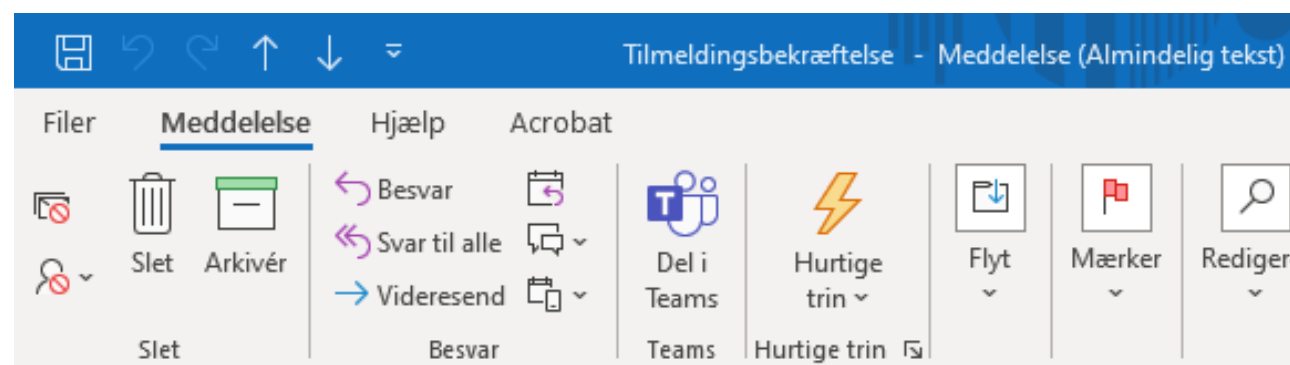 Tilmeldingsbekræftelse - Meddelelse (Almindelig tekst)
Filer Meddelelse Hjælp Acrobat
Slet Arkivér
Slet
Besvar
Svar til alle
Videresend
Besvar
Del i
Teams
Teams
Hurtige
trin
Hurtige trin
Flyt
Mærker
Rediger